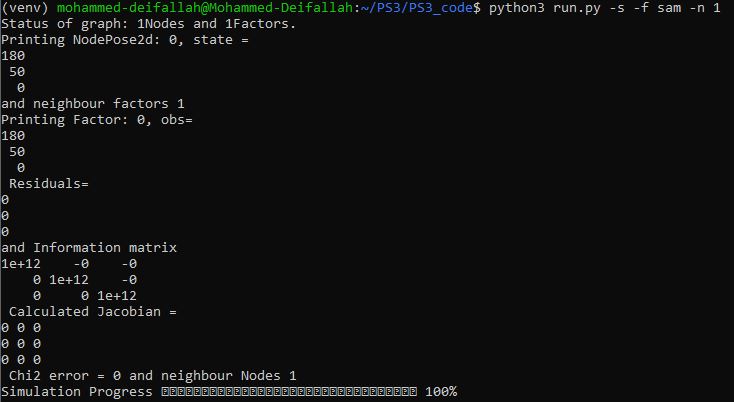 (venv) mohammed-deifallah@Mohammed-Deifallah:~/PS3/PS3_code$ python3 run.py -s -f sam -n 1
Status of graph: 1Nodes and 1Factors.
Printing NodePose2d: 0, state =
180
 50
  0
and neighbour factors 1
Printing Factor: 0, obs=
180
 50
  0
 Residuals=
0
0
0
and Information matrix
1e+12    -0    -0
    0 1e+12    -0
    0     0 1e+12
 Calculated Jacobian =
0 0 0
0 0 0
0 0 0
 Chi2 error = 0 and neighbour Nodes 1
Simulation Progress 100%